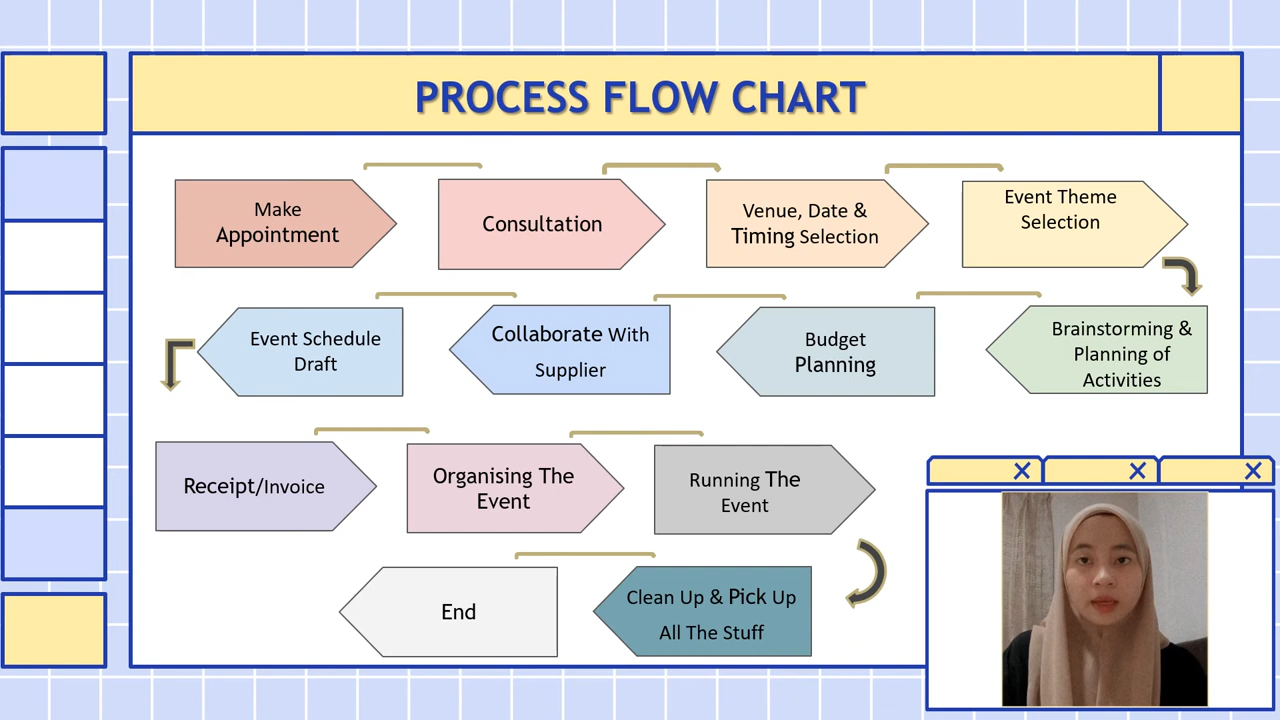 PROCESS FLOW CHART
Make
Appointment
Consultation
Venue, Date &
Timing Selection
Event Theme
Selection
Brainstorming &
Planning of
Activities
Budget
Planning
Collaborate With
Supplier
Event Schedule
Draft
Receipt/Invoice
Organising The
Event
Running The
Event
Clean Up & Pick Up
All The Stuff
End